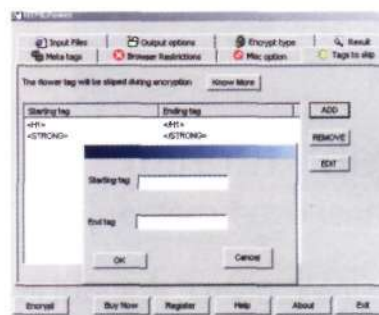 Input Files Output options Encrypt type Result
Meta tags Browser Restrictions Misc option Tags to skip
The flower tag will be skiped during encryption Know More
Starting tag Ending tag ADD
<H1> </H1>
<STRONG> </STRONG> REMOVE
EDIT
Starting tag
End tag
OK Cancel
Encrypt Buy Now Register Help About Exit